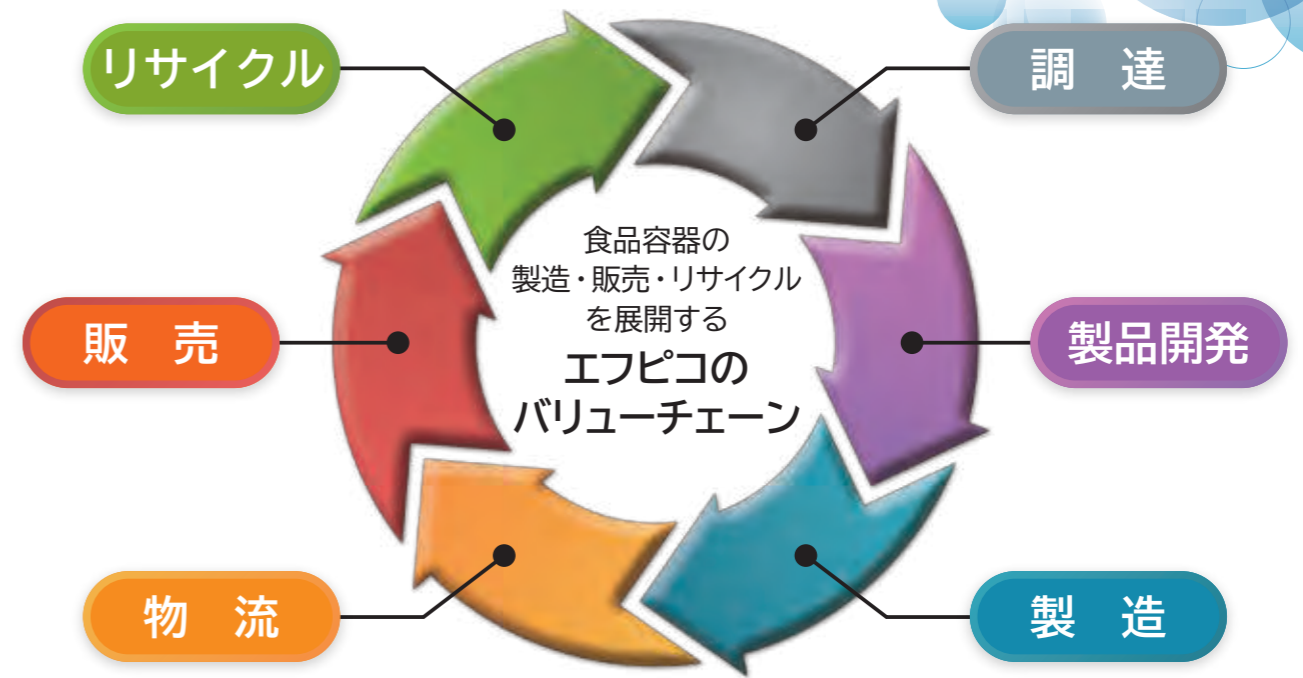 リサイクル
調　達
食品容器の
製造・販売・リサイクル
を展開する
エフピコの
バリューチェーン
販　売
製品開発
物　流
製　造